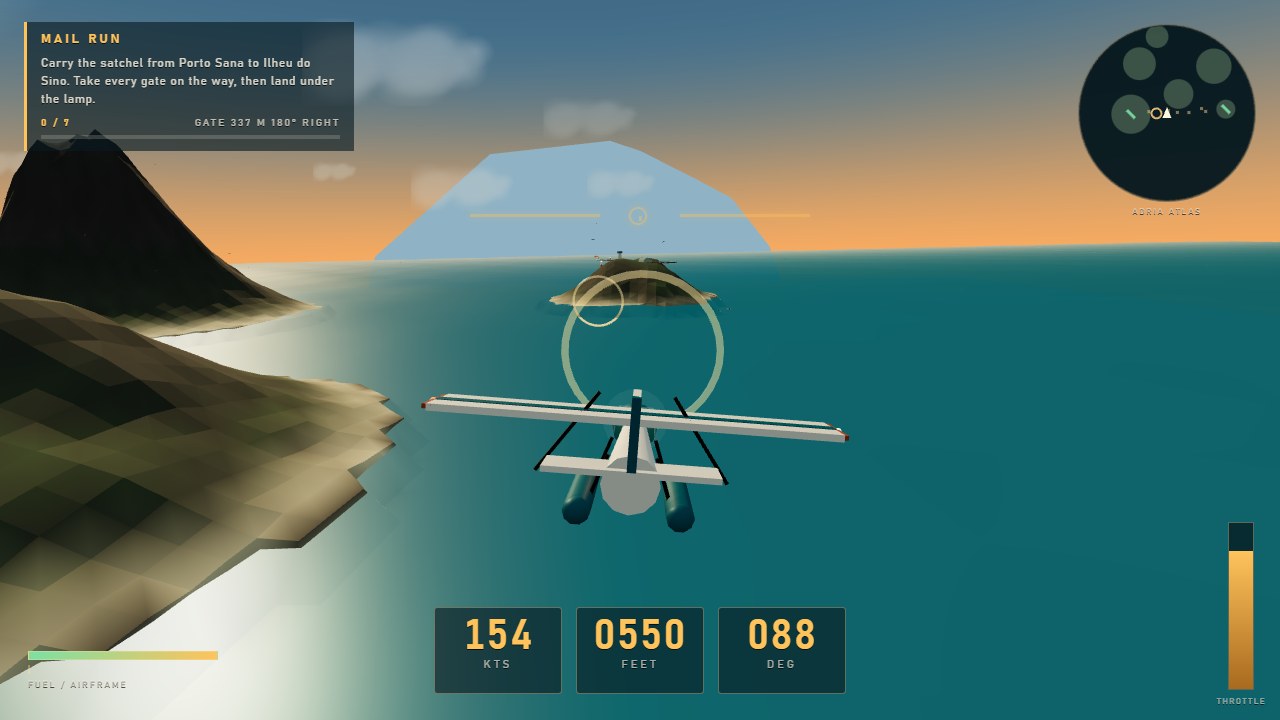 MAIL RUN
Carry the satchel from Porto Sana to Ilheu do
Sino. Take every gate on the way, then land under
the lamp.
0 / 7 GATE 337 M 180° RIGHT
ADRIA ATLAS
154 0550 088
KTS FEET DEG
FUEL / AIRFRAME
THROTTLE